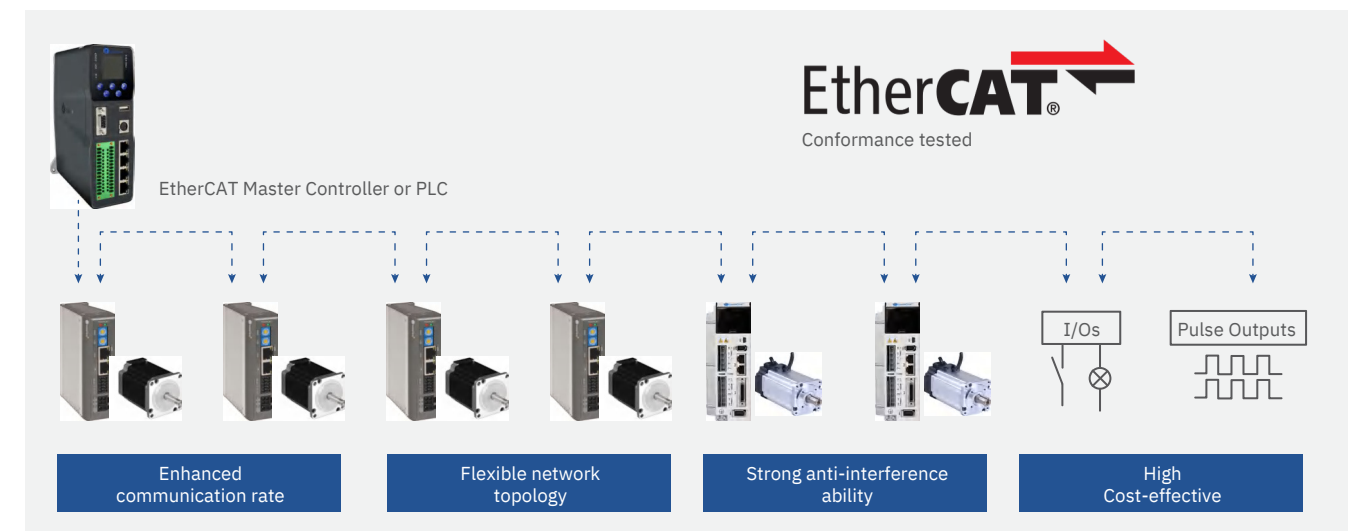 EtherCAT®
Conformance tested
EtherCAT Master Controller or PLC
I/Os
Pulse Outputs
Enhanced
communication rate
Flexible network
topology
Strong anti-interference
ability
High
Cost-effective